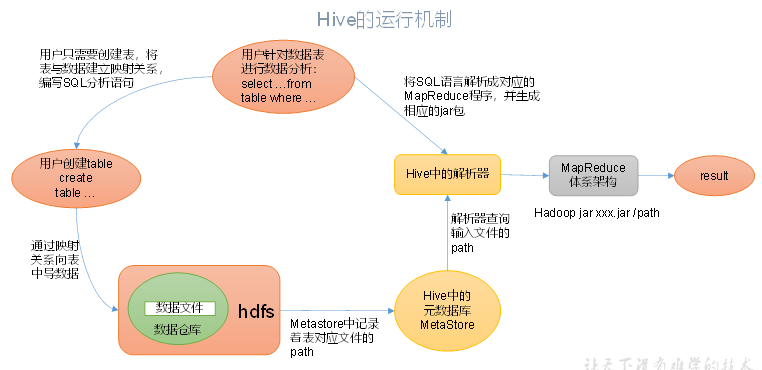 Hive的运行机制
用户只需要创建表，将
表与数据建立映射关系，
编写SQL分析语句
用户针对数据表
进行数据分析：
select ...from
table where ...
将SQL语言解析成对应的
MapReduce程序，并生成
相应的jar包
用户创建table
create
table ...
Hive中的解析器
MapReduce
体系架构
result
Hadoop jar xxx.jar /path
解析器查询
输入文件的
path
通过映射
关系向表
中导数据
数据文件
数据仓库
hdfs
Metastore中记录
着表对应文件的
path
Hive中的
元数据库
MetaStore
让天下没有难学的技术